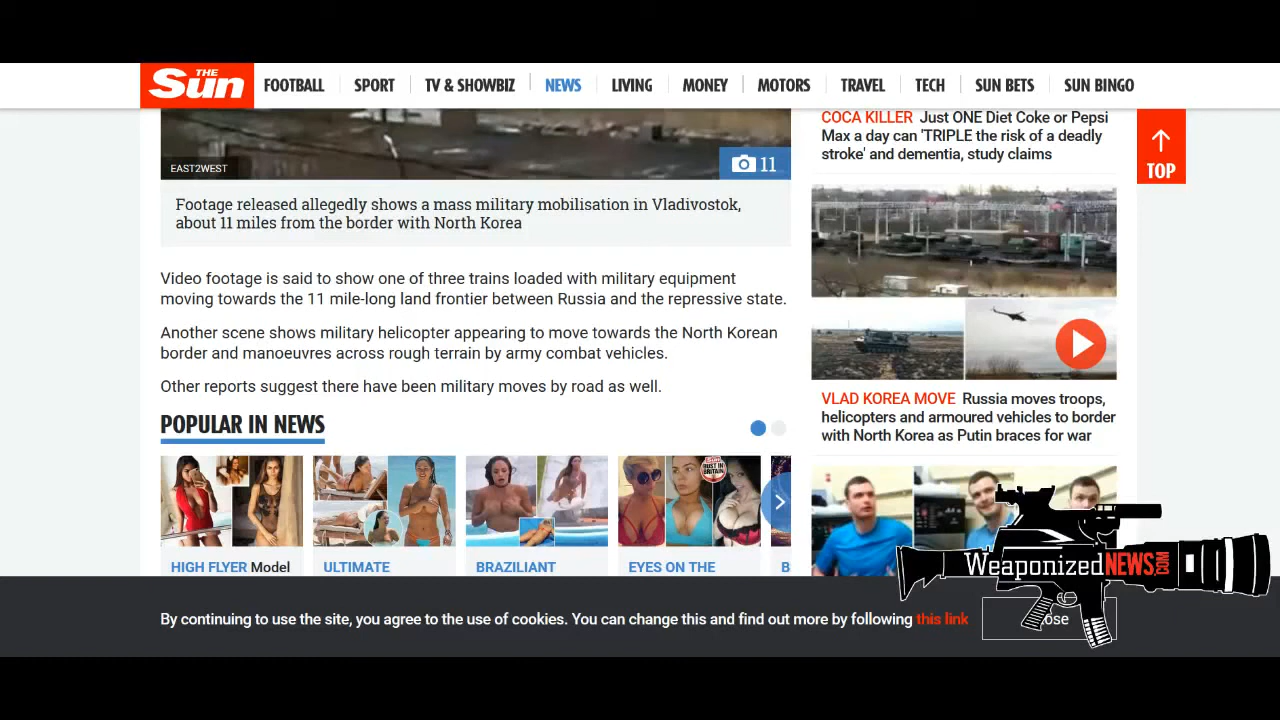 THE
Sun
FOOTBALL
SPORT
TV & SHOWBIZ
NEWS
LIVING
MONEY
MOTORS
TRAVEL
TECH
SUN BETS
SUN BINGO
EAST2WEST
11
Footage released allegedly shows a mass military mobilisation in Vladivostok,
about 11 miles from the border with North Korea
Video footage is said to show one of three trains loaded with military equipment
moving towards the 11 mile-long land frontier between Russia and the repressive state.
Another scene shows military helicopter appearing to move towards the North Korean
border and manoeuvres across rough terrain by army combat vehicles.
Other reports suggest there have been military moves by road as well.
POPULAR IN NEWS
HIGH FLYER Model
ULTIMATE
BRAZILIANT
BUST IN
BRITAIN
EYES ON THE
B
COCA KILLER Just ONE Diet Coke or Pepsi
Max a day can 'TRIPLE the risk of a deadly
stroke' and dementia, study claims
VLAD KOREA MOVE Russia moves troops,
helicopters and armoured vehicles to border
with North Korea as Putin braces for war
TOP
WeaponizedNEWS.COM
By continuing to use the site, you agree to the use of cookies. You can change this and find out more by following this link
ose